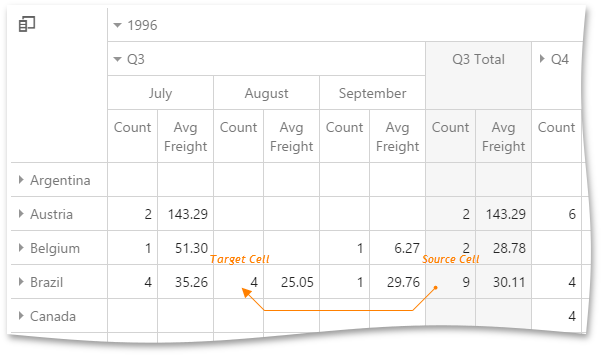 1996
Q3 Q3 Total Q4
July August September
Count Avg Freight Count Avg Freight Count Avg Freight Count Avg Freight Count
Argentina
Austria 2 143.29 2 143.29 6
Belgium 1 51.30 1 6.27 2 28.78
Target Cell Source Cell
Brazil 4 35.26 4 25.05 1 29.76 9 30.11 4
Canada 4